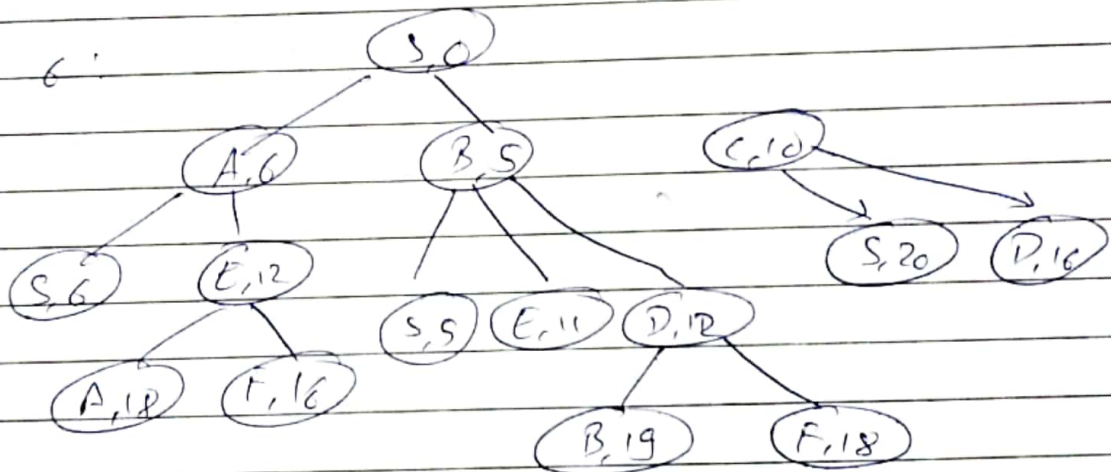 6:
S,0
A,6 B,5 C,10
S,6 E,12 S,5 E,11 D,12 S,20 D,16
A,18 F,16
B,19 F,18